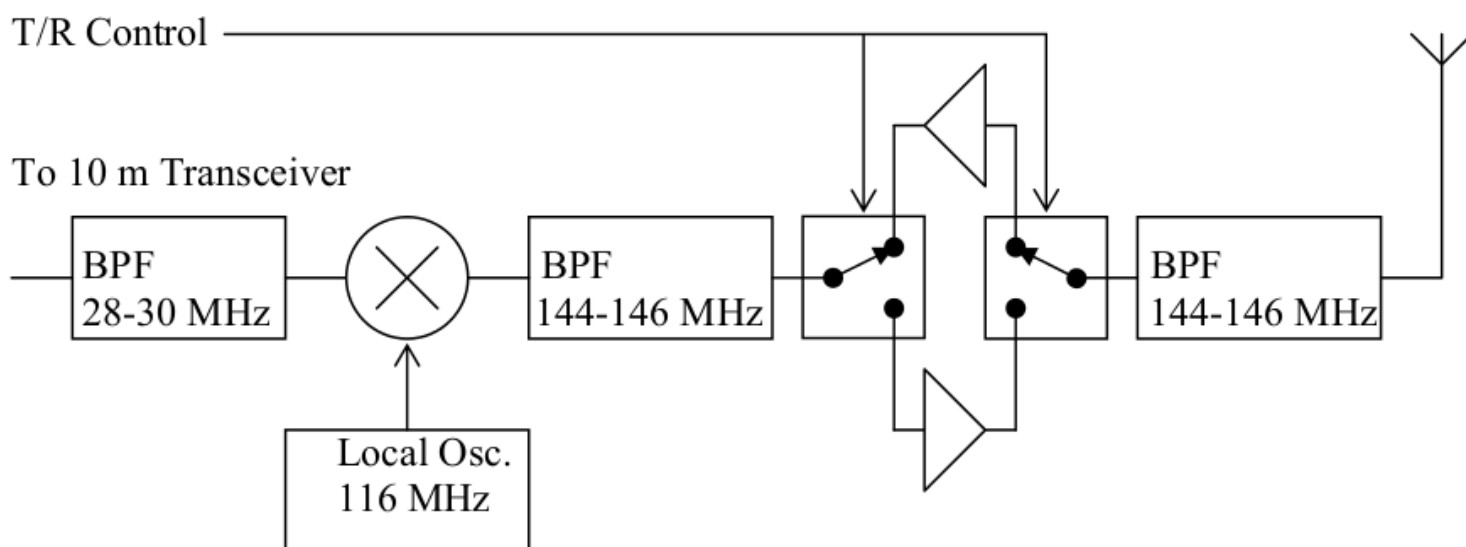 T/R Control
To 10 m Transceiver
BPF
28-30 MHz
BPF
144-146 MHz
BPF
144-146 MHz
Local Osc.
116 MHz